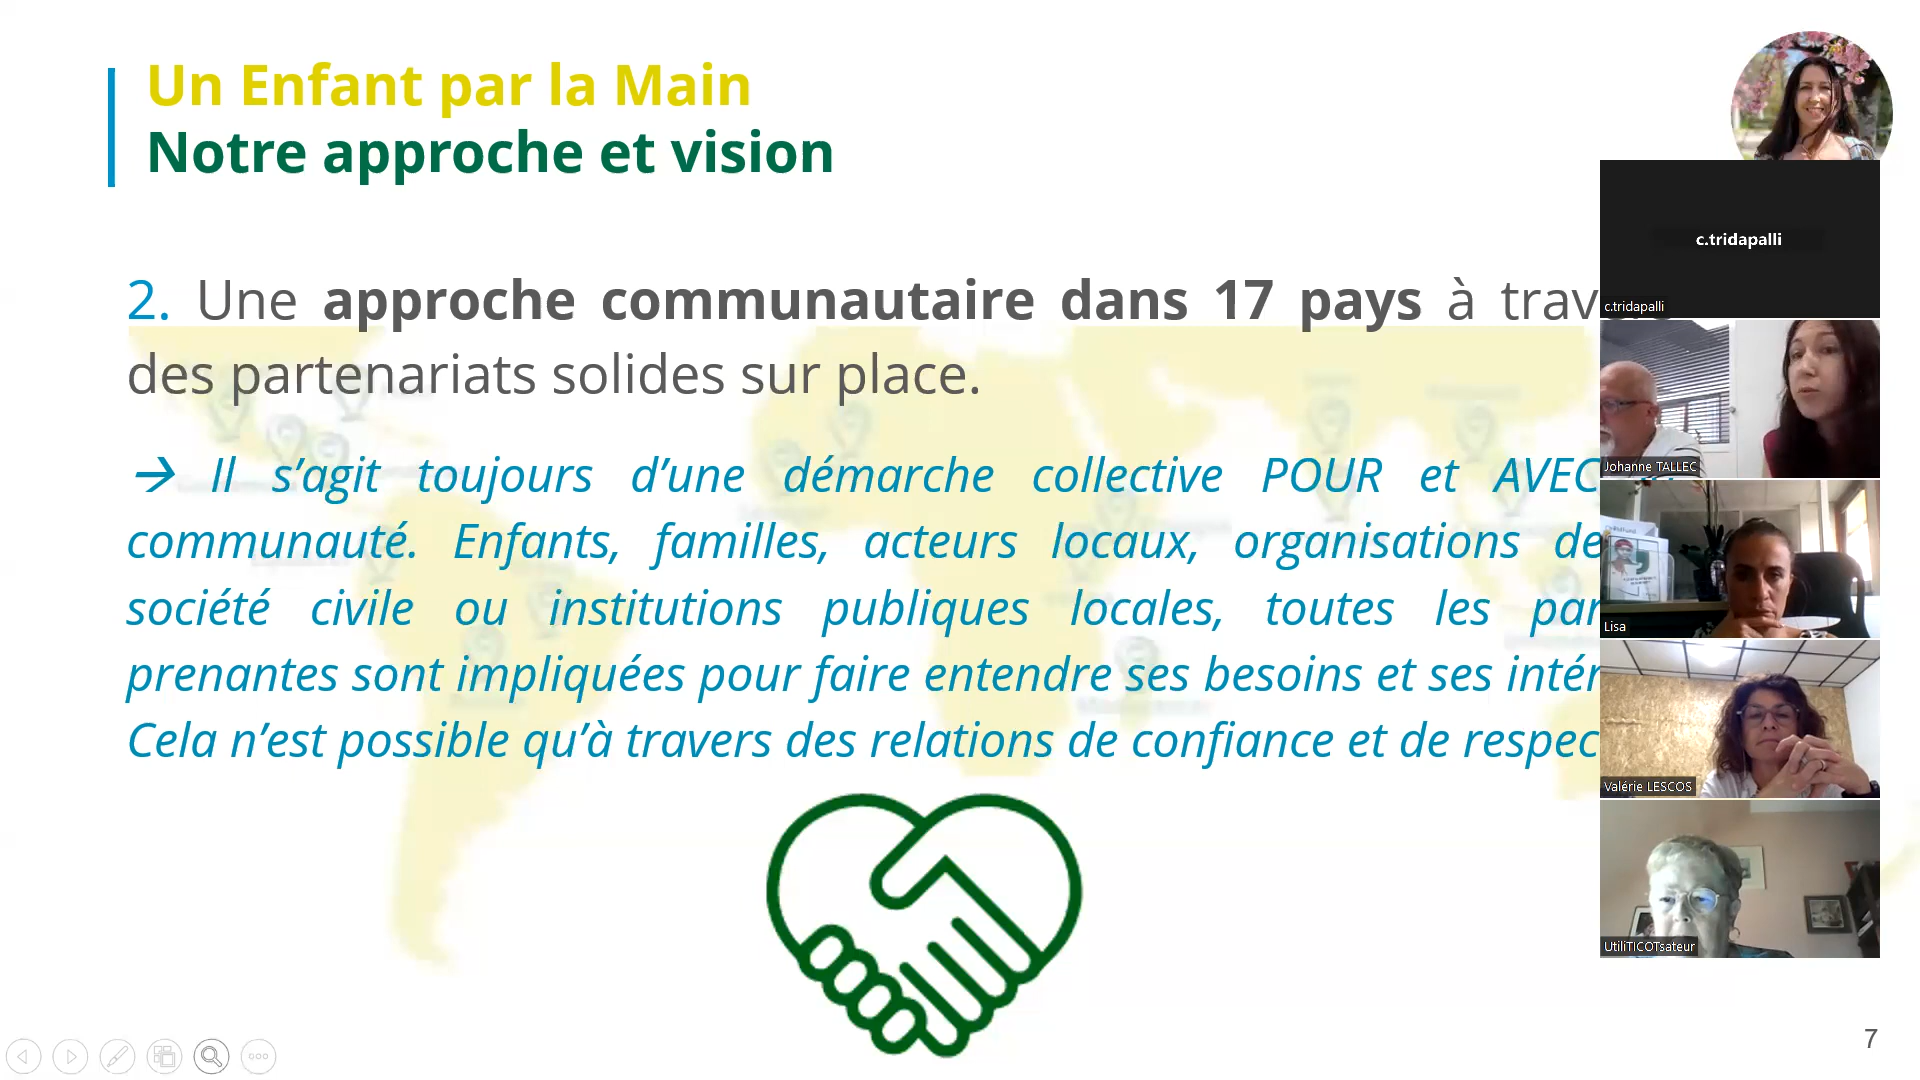 Un Enfant par la Main
Notre approche et vision
2. Une approche communautaire dans 17 pays à trav
des partenariats solides sur place.
→ Il s’agit toujours d’une démarche collective POUR et AVEC
communauté. Enfants, familles, acteurs locaux, organisations de
société civile ou institutions publiques locales, toutes les par
prenantes sont impliquées pour faire entendre ses besoins et ses intér
Cela n’est possible qu’à travers des relations de confiance et de respec
c.tridapalli
c.tridapalli
Johanne TALLEC
Lisa
Valérie LESCOS
UtiliTICOTsateur
7